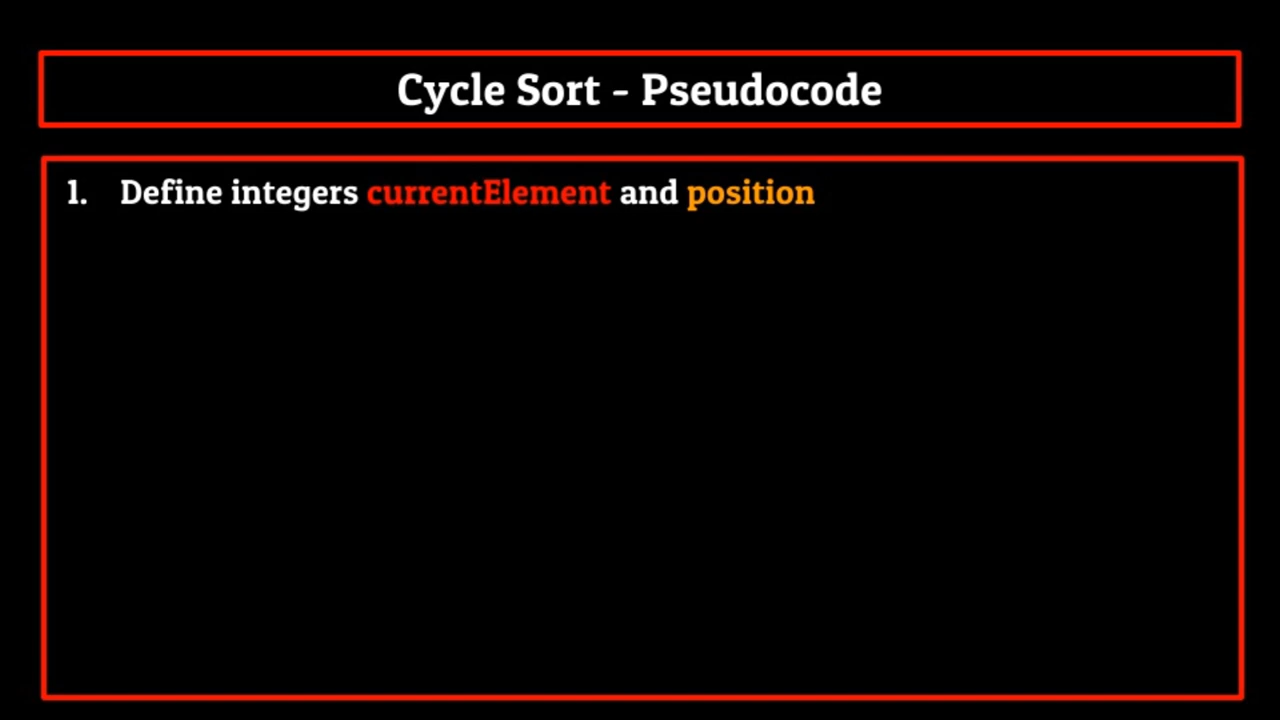 Cycle Sort - Pseudocode
1. Define integers currentElement and position